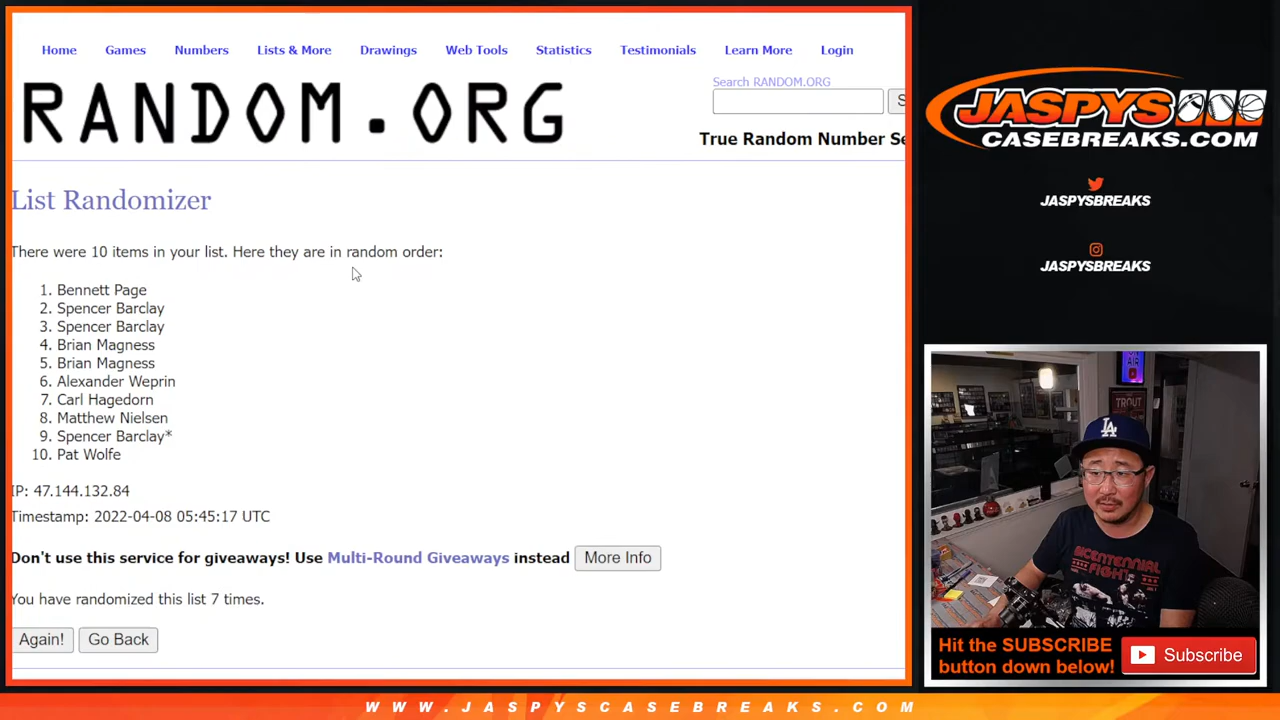 Home Games Numbers Lists & More Drawings Web Tools Statistics Testimonials Learn More Login
RANDOM.ORG
Search RANDOM.ORG
S
True Random Number Se
JASPYS
CASEBREAKS.COM
JASPYSBREAKS
JASPYSBREAKS
List Randomizer
There were 10 items in your list. Here they are in random order:
1. Bennett Page
2. Spencer Barclay
3. Spencer Barclay
4. Brian Magness
5. Brian Magness
6. Alexander Weprin
7. Carl Hagedorn
8. Matthew Nielsen
9. Spencer Barclay*
10. Pat Wolfe
IP: 47.144.132.84
Timestamp: 2022-04-08 05:45:17 UTC
Don't use this service for giveaways! Use Multi-Round Giveaways instead More Info
You have randomized this list 7 times.
Again! Go Back
AIR
TROUT
LA
BICENTENNIAL
FIGHT
Hit the SUBSCRIBE
button down below!
Subscribe
WWW.JASPYSCASEBREAKS.COM